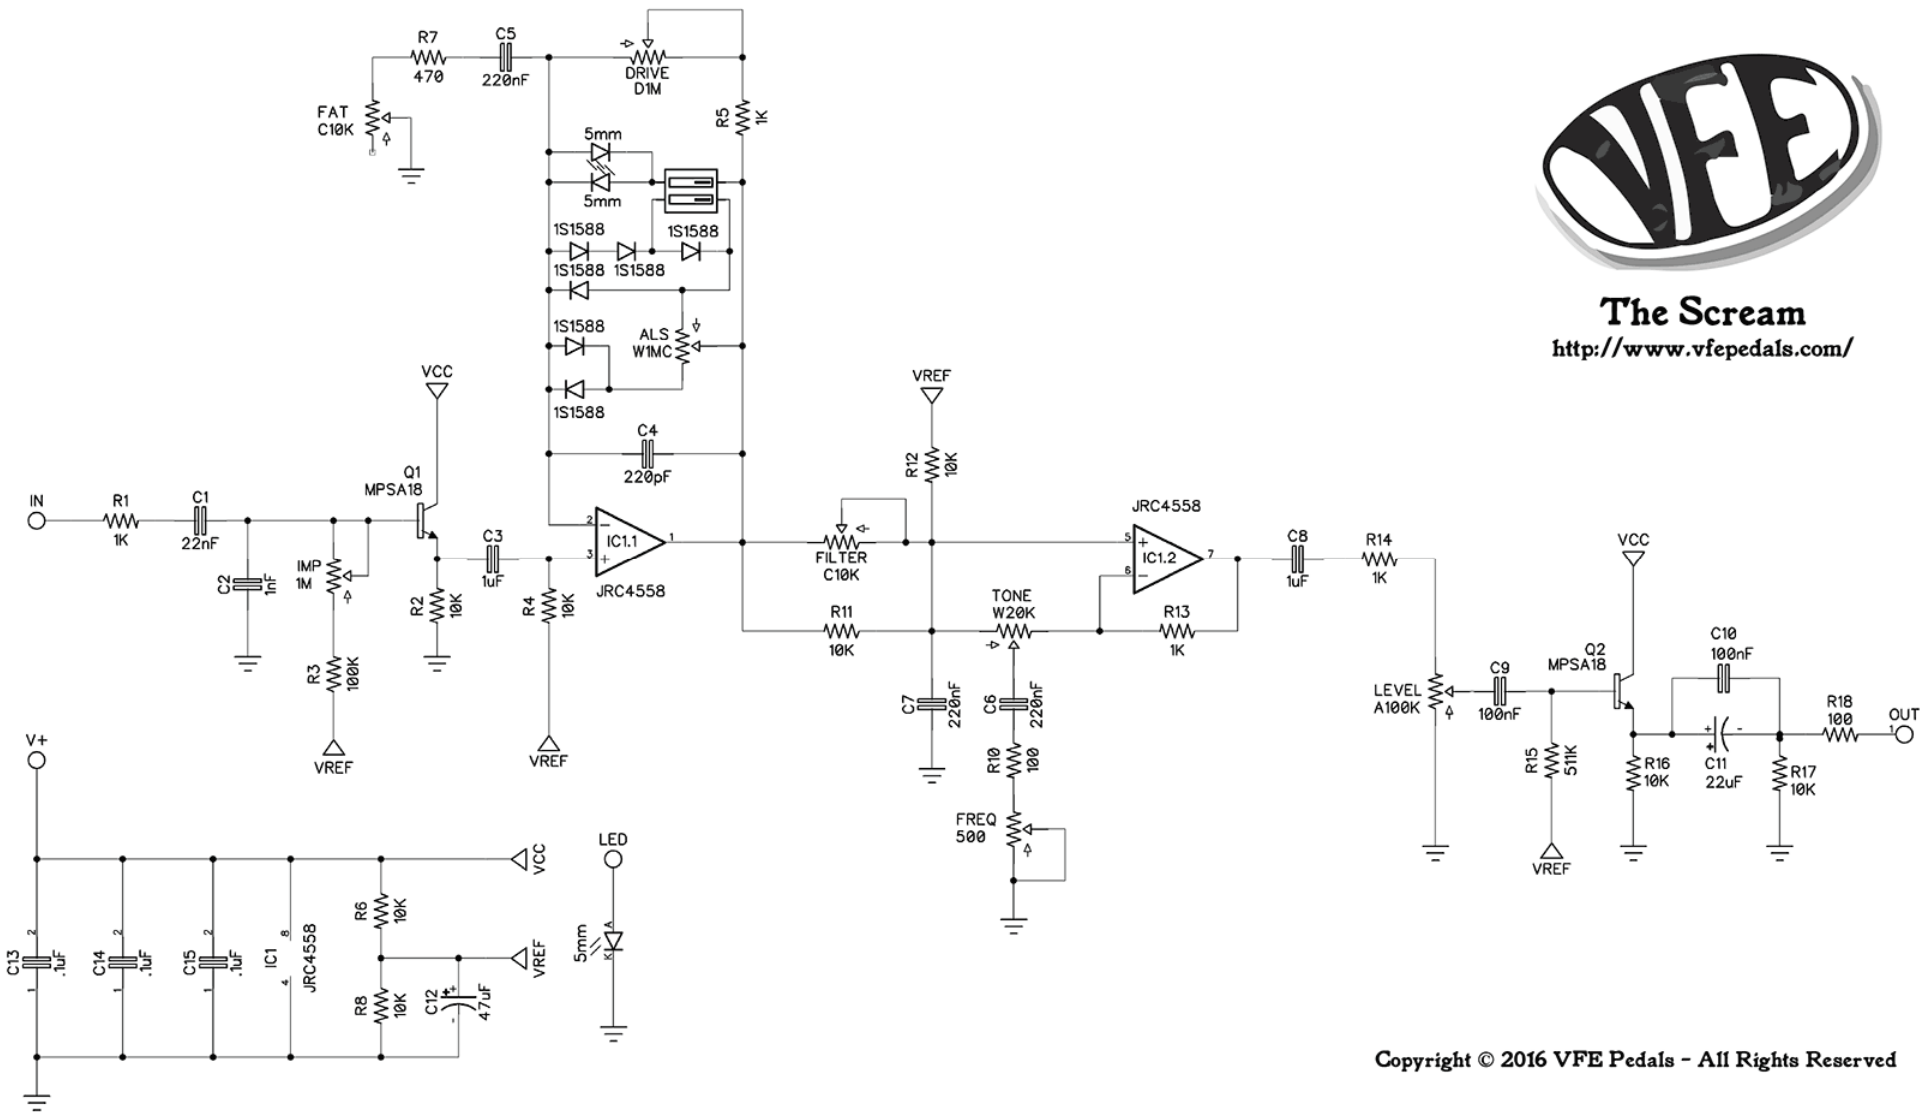 R7
470
C5
220nF
DRIVE
D1M
FAT
C10K
R5
1K
5mm
5mm
1S1588
1S1588
1S1588
1S1588
1S1588
ALS
W1MC
1S1588
C4
220pF
VFE
The Scream
http://www.vfepedals.com/
VCC
Q1
MPSA18
IN
R1
1K
C1
22nF
C2
1nF
IMP
1M
R3
100K
VREF
R2
10K
C3
1uF
R4
10K
VREF
2
-
3
+
IC1.1
1
JRC4558
VREF
R12
10K
FILTER
C10K
R11
10K
C7
220nF
TONE
W20K
C6
220nF
R10
100
FREQ
500
JRC4558
5
+
6
-
IC1.2
7
R13
1K
C8
1uF
R14
1K
LEVEL
A100K
C9
100nF
R15
511K
VREF
VCC
Q2
MPSA18
R16
10K
C10
100nF
+
-
+
C11
22uF
R17
10K
R18
100
OUT
1
V+
C13
2
1
.1uF
C14
2
1
.1uF
C15
2
1
.1uF
IC1
8
4
JRC4558
R6
10K
R8
10K
VCC
VREF
C12
+
+
-
47uF
LED
5mm
A
K
Copyright © 2016 VFE Pedals - All Rights Reserved